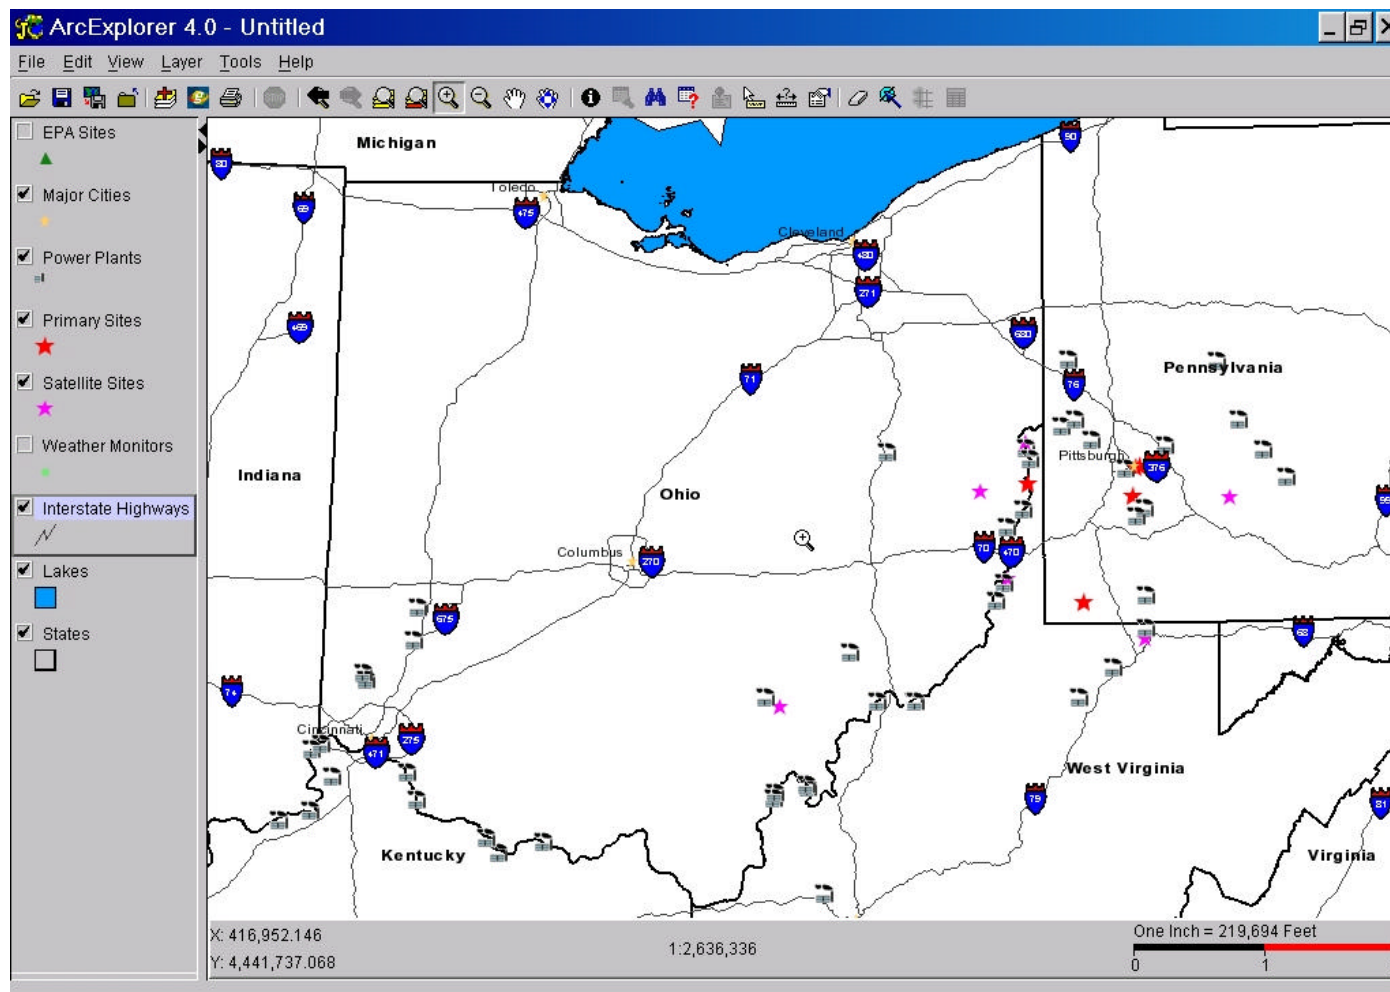 ArcExplorer 4.0 - Untitled
File Edit View Layer Tools Help
EPA Sites
Major Cities
Power Plants
Primary Sites
Satellite Sites
Weather Monitors
Interstate Highways
Lakes
States
Michigan
90
80
Toledo
69
475
Cleveland
480
271
469
680
Pennsylvania
71
76
Pittsburgh
376
Indiana
Ohio
Columbus
270
70
470
675
68
74
Cincinnati
471
275
West Virginia
79
81
Kentucky
Virginia
X: 416,952.146
Y: 4,441,737.068
1:2,636,336
One Inch = 219,694 Feet
0 1